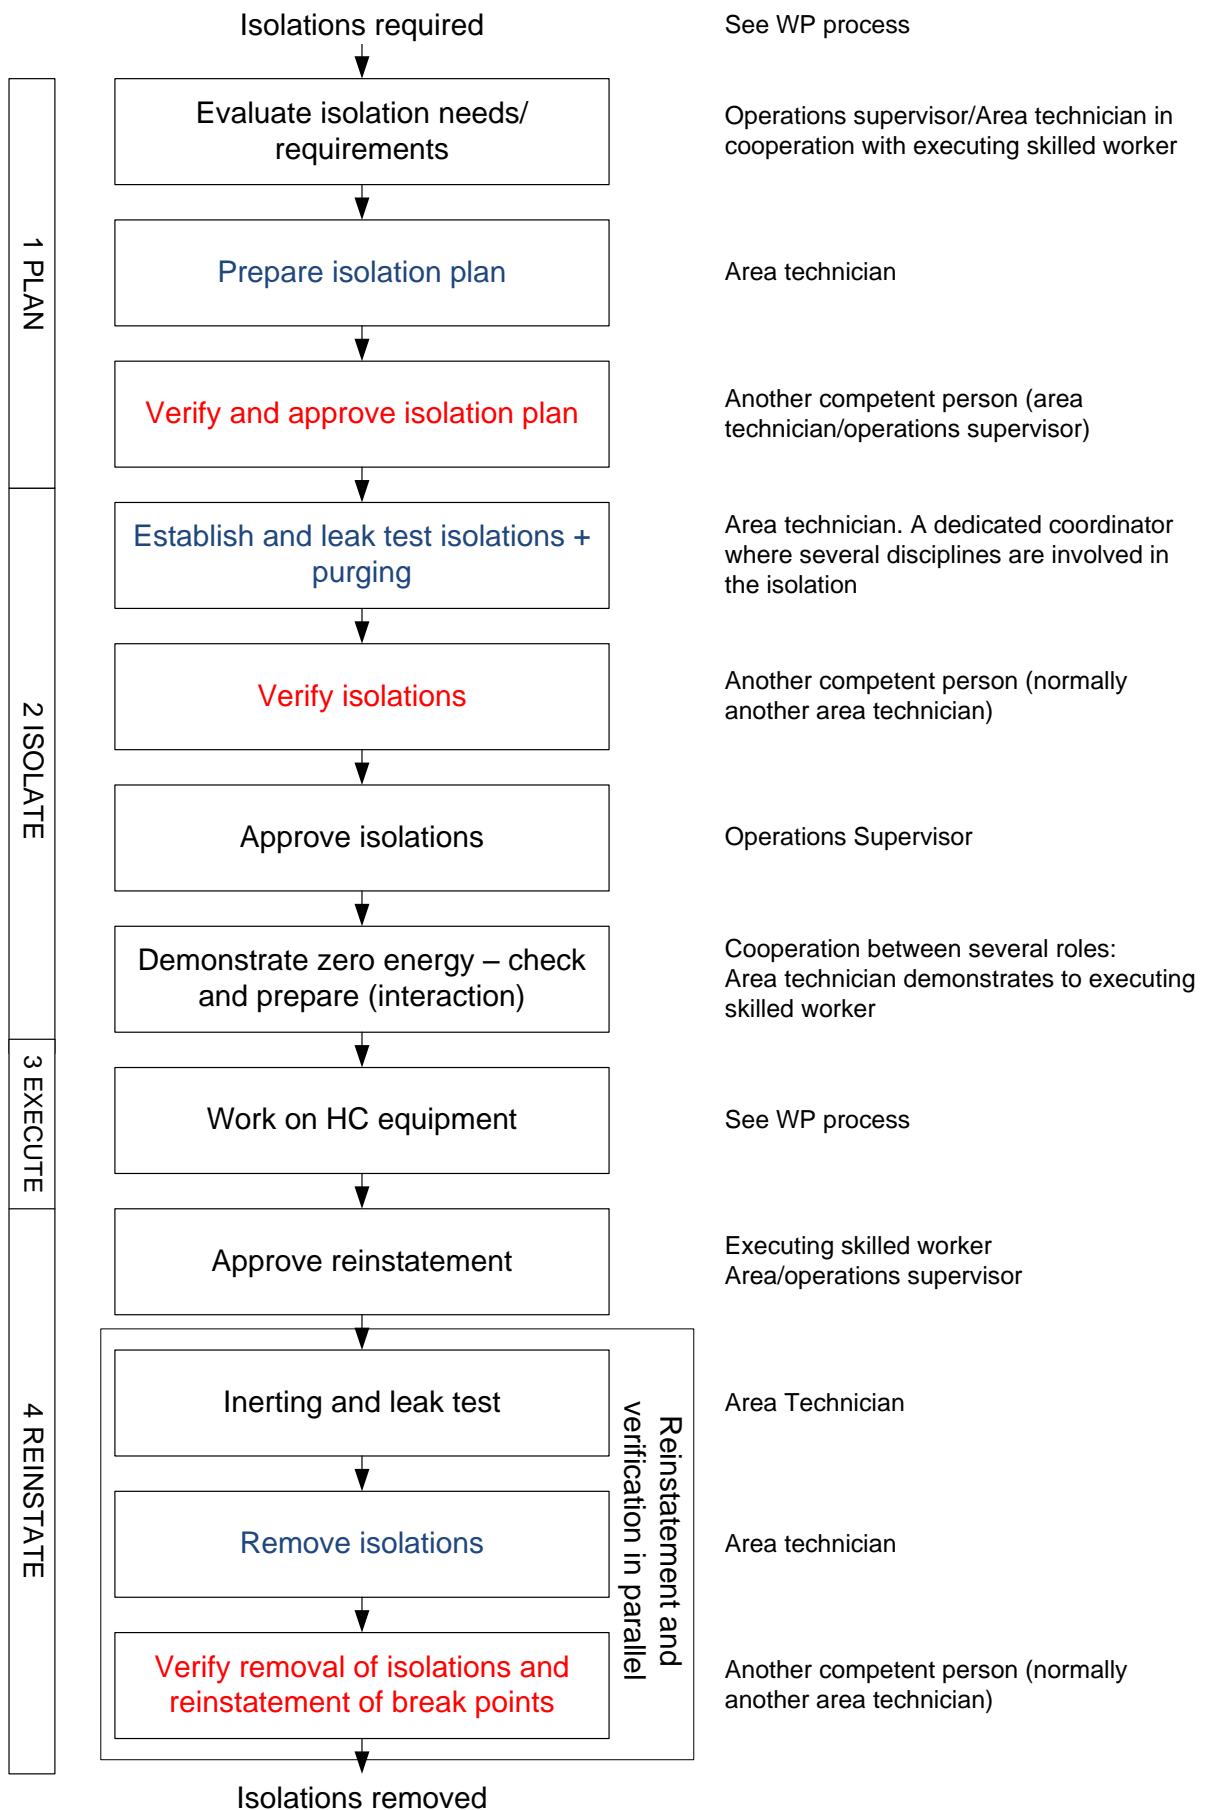 Isolations required
See WP process
1 PLAN
Evaluate isolation needs/
requirements
Operations supervisor/Area technician in
cooperation with executing skilled worker
Prepare isolation plan
Area technician
Verify and approve isolation plan
Another competent person (area
technician/operations supervisor)
2 ISOLATE
Establish and leak test isolations +
purging
Area technician. A dedicated coordinator
where several disciplines are involved in
the isolation
Verify isolations
Another competent person (normally
another area technician)
Approve isolations
Operations Supervisor
Demonstrate zero energy – check
and prepare (interaction)
Cooperation between several roles:
Area technician demonstrates to executing
skilled worker
3 EXECUTE
Work on HC equipment
See WP process
4 REINSTATE
Approve reinstatement
Executing skilled worker
Area/operations supervisor
Reinstatement and
verification in parallel
Inerting and leak test
Area Technician
Remove isolations
Area technician
Verify removal of isolations and
reinstatement of break points
Another competent person (normally
another area technician)
Isolations removed